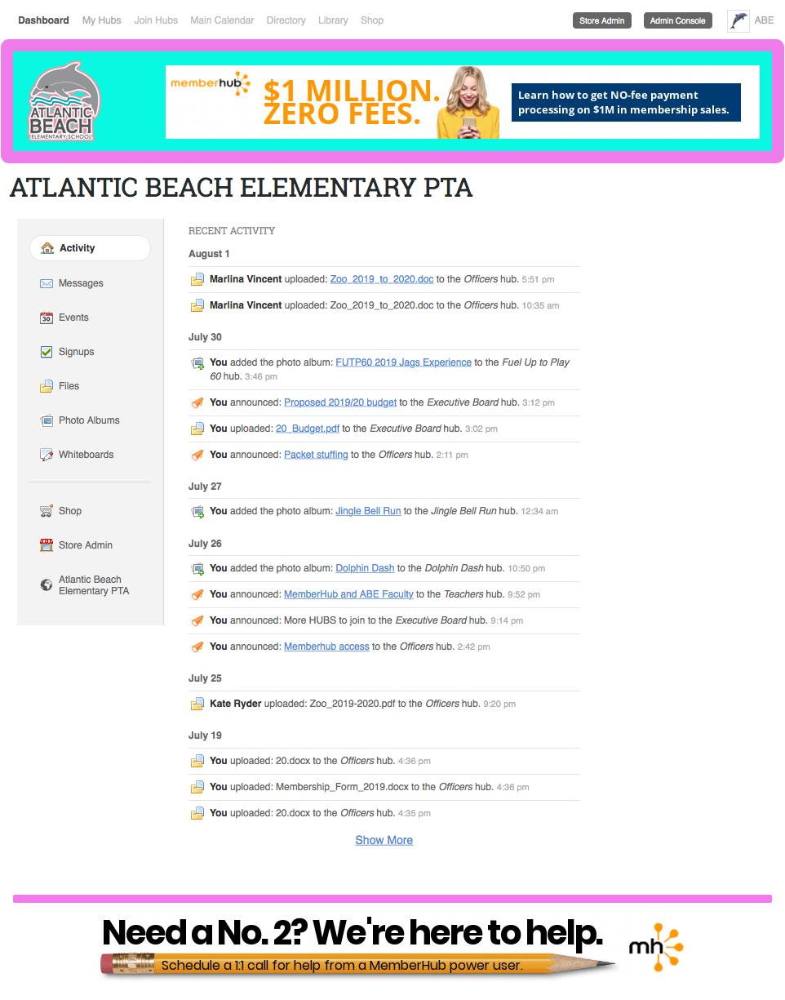 Dashboard My Hubs Join Hubs Main Calendar Directory Library Shop Store Admin Admin Console ABE
ATLANTIC
BEACH
ELEMENTARY SCHOOL
memberhub
$1 MILLION.
ZERO FEES.
Learn how to get NO-fee payment
processing on $1M in membership sales.
ATLANTIC BEACH ELEMENTARY PTA
Activity
Messages
Events
30
Signups
Files
Photo Albums
Whiteboards
Shop
Store Admin
Atlantic Beach
Elementary PTA
RECENT ACTIVITY
August 1
Marlina Vincent uploaded: Zoo_2019_to_2020.doc to the Officers hub. 5:51 pm
Marlina Vincent uploaded: Zoo_2019_to_2020.doc to the Officers hub. 10:35 am
July 30
You added the photo album: FUTP60 2019 Jags Experience to the Fuel Up to Play
60 hub. 3:46 pm
You announced: Proposed 2019/20 budget to the Executive Board hub. 3:12 pm
You uploaded: 20_Budget.pdf to the Executive Board hub. 3:02 pm
You announced: Packet stuffing to the Officers hub. 2:11 pm
July 27
You added the photo album: Jingle Bell Run to the Jingle Bell Run hub. 12:34 am
July 26
You added the photo album: Dolphin Dash to the Dolphin Dash hub. 10:50 pm
You announced: MemberHub and ABE Faculty to the Teachers hub. 9:52 pm
You announced: More HUBS to join to the Executive Board hub. 9:14 pm
You announced: Memberhub access to the Officers hub. 2:42 pm
July 25
Kate Ryder uploaded: Zoo_2019-2020.pdf to the Officers hub. 9:20 pm
July 19
You uploaded: 20.docx to the Officers hub. 4:36 pm
You uploaded: Membership_Form_2019.docx to the Officers hub. 4:36 pm
You uploaded: 20.docx to the Officers hub. 4:35 pm
Show More
Need a No. 2? We're here to help.
Schedule a 1:1 call for help from a MemberHub power user.
mh